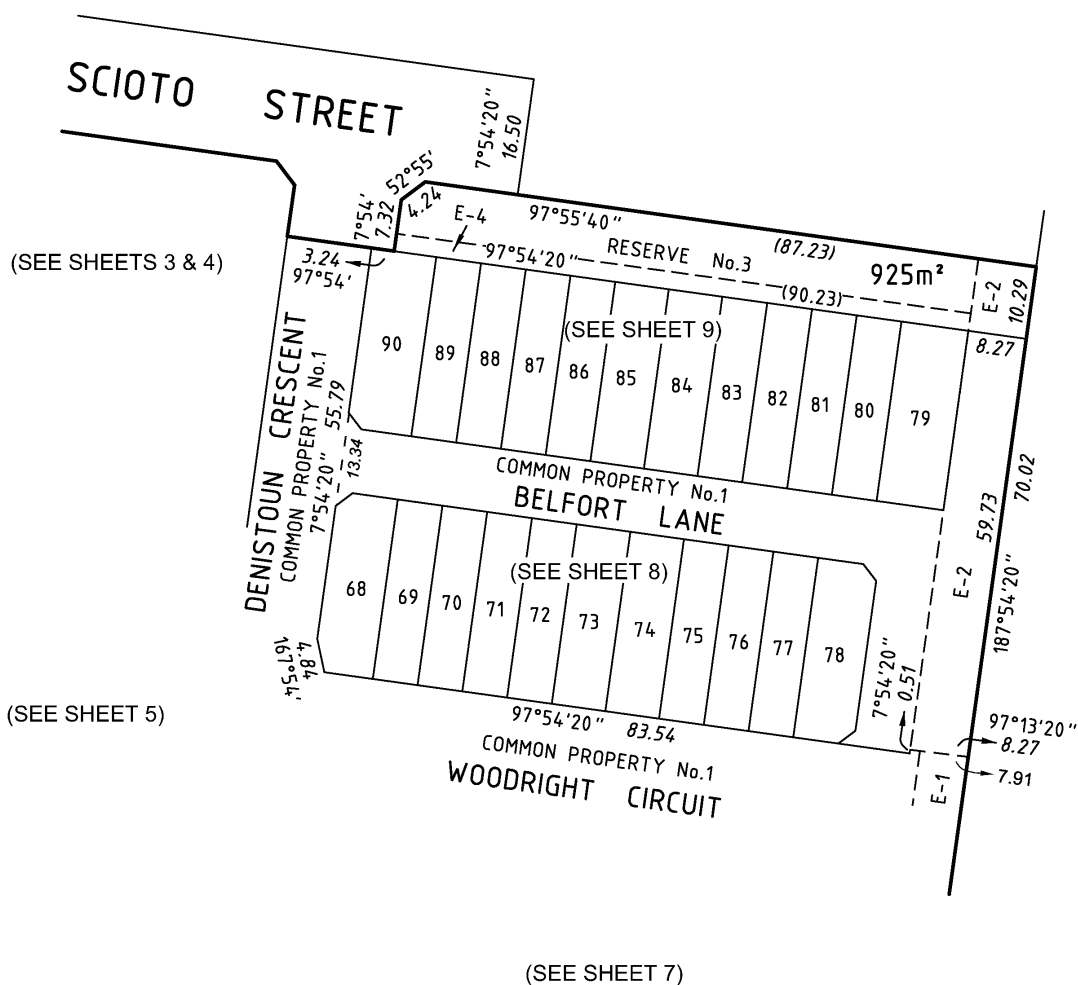 SCIOTO STREET
7°54'20"
16.50
52°55'
4.24
7°54'
7.32
E-4
97°55'40"
(87.23)
RESERVE No.3
925m²
97°54'20"
(90.23)
E-2
10.29
8.27
(SEE SHEETS 3 & 4)
3.24
97°54'
(SEE SHEET 9)
90
89
88
87
86
85
84
83
82
81
80
79
DENISTOUN CRESCENT
COMMON PROPERTY No.1
7°54'20" 55.79
13.34
COMMON PROPERTY No.1
BELFORT LANE
59.73
70.02
187°54'20"
E-2
(SEE SHEET 8)
68
69
70
71
72
73
74
75
76
77
78
4.84
167°54'
7°54'20"
0.51
97°54'20" 83.54
COMMON PROPERTY No.1
WOODRIGHT CIRCUIT
97°13'20"
8.27
7.91
E-1
(SEE SHEET 5)
(SEE SHEET 7)